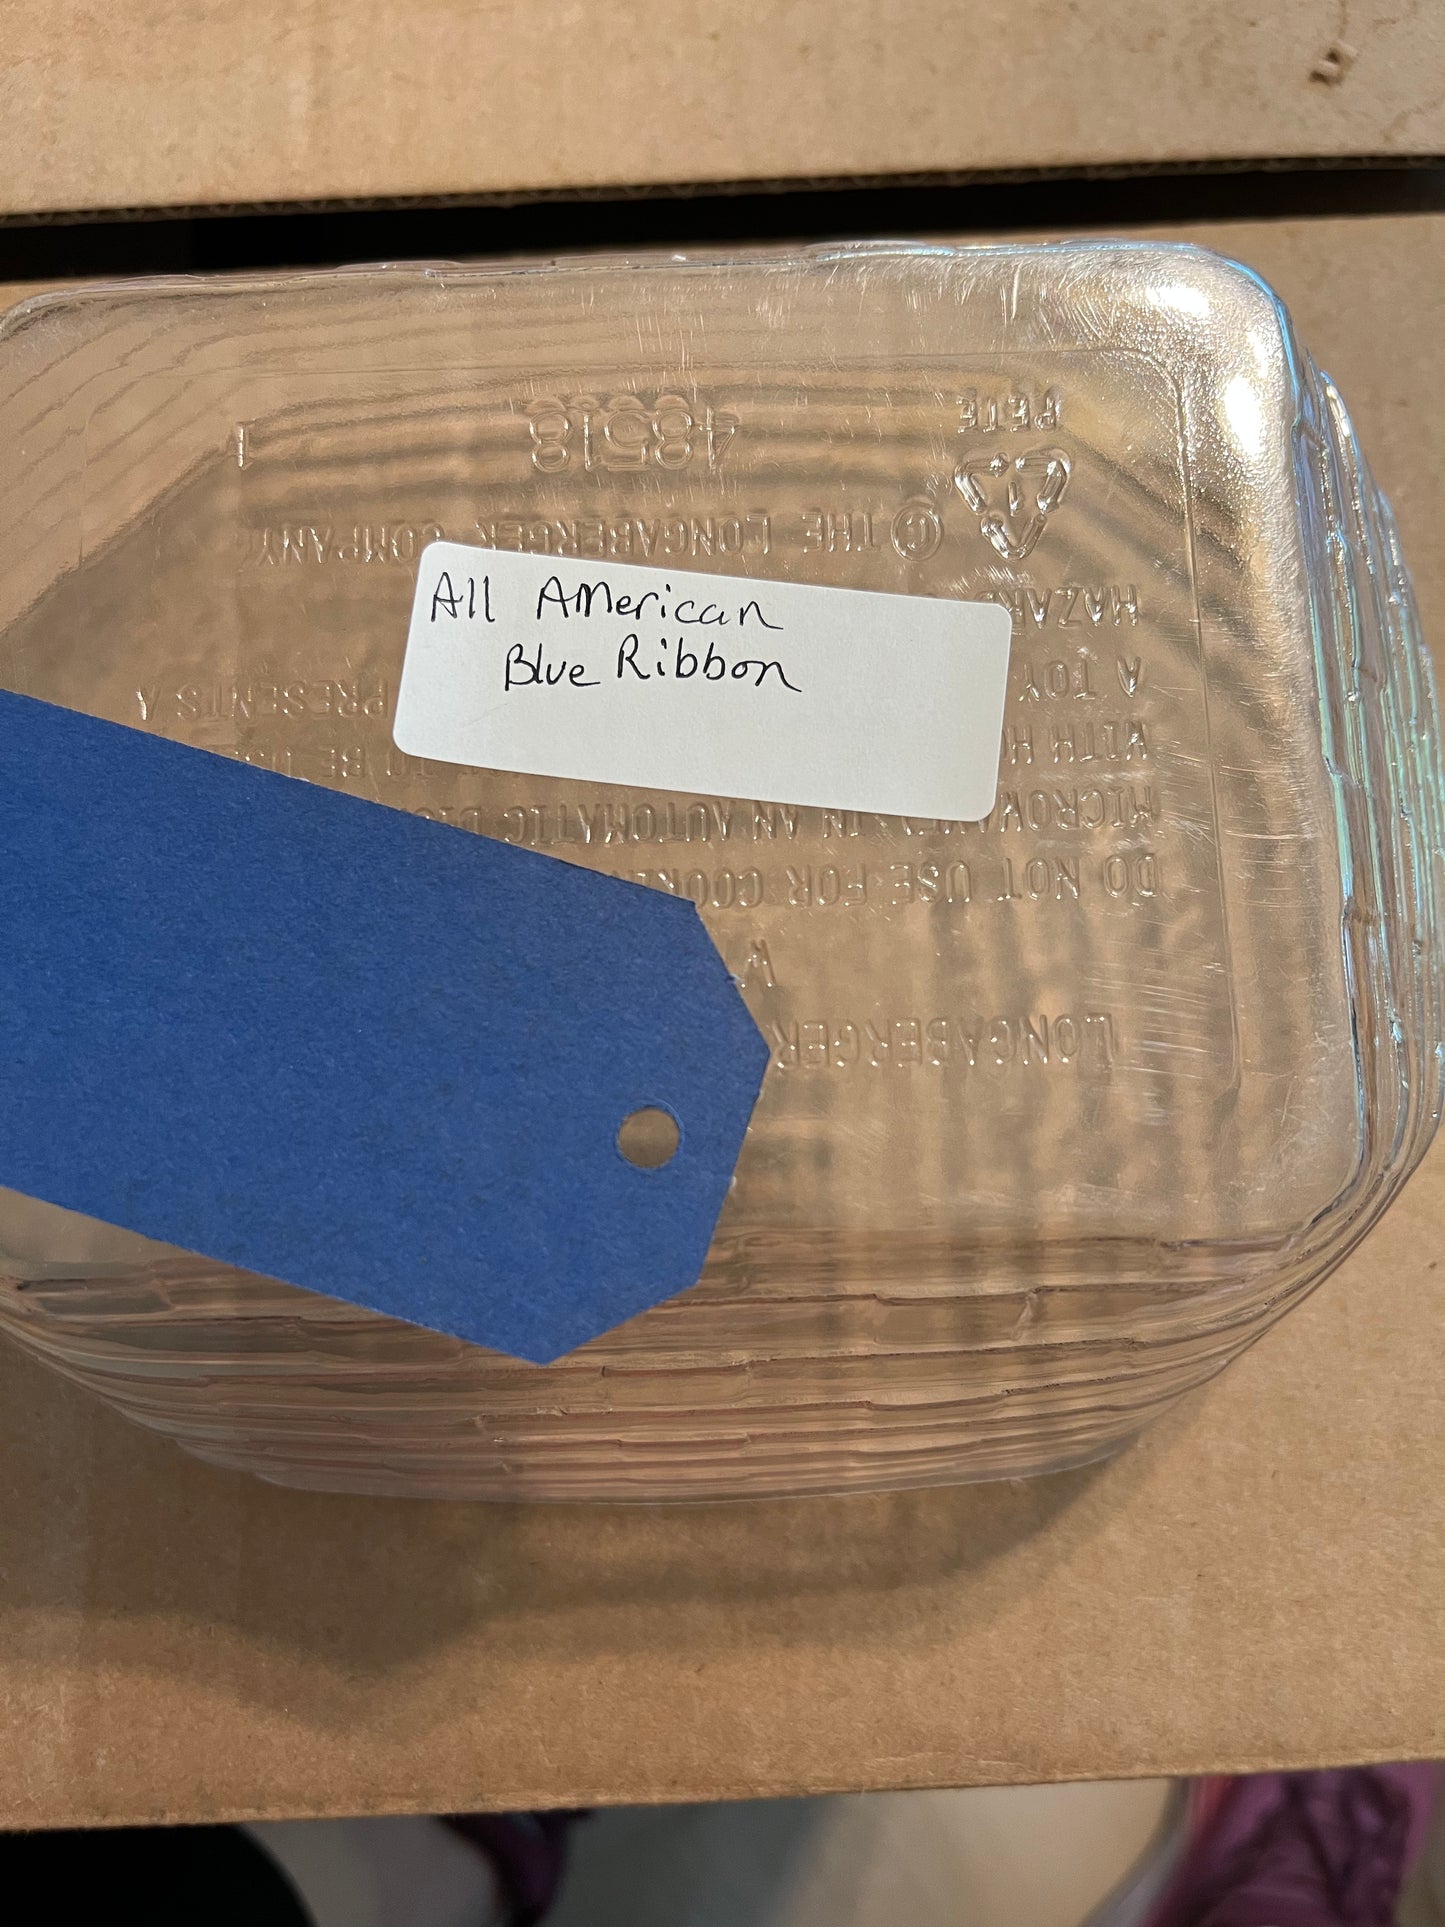 All American
Blue Ribbon
LONGABERGER
W
DO NOT USE FOR
MICROWAVE) IN AN AUTOMATIC
WITH TO BE
A TOY PRESENTS A
HAZARD
© THE LONGABERGER COMPANY
1
PETE 48518 1